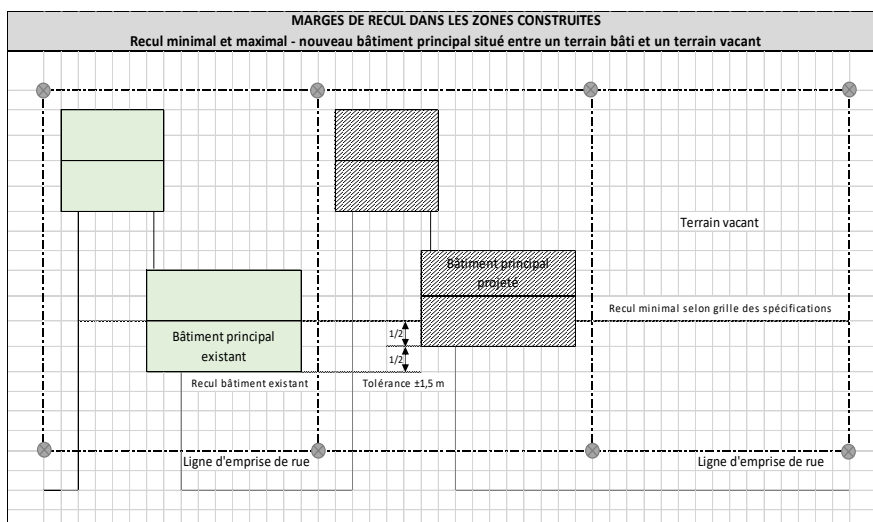 MARGES DE RECUL DANS LES ZONES CONSTRUITES
Recul minimal et maximal - nouveau bâtiment principal situé entre un terrain bâti et un terrain vacant
Terrain vacant
Bâtiment principal
projeté
Recul minimal selon grille des spécifications
Bâtiment principal
existant
1/2
1/2
Recul bâtiment existant
Tolérance ±1,5 m
Ligne d'emprise de rue
Ligne d'emprise de rue